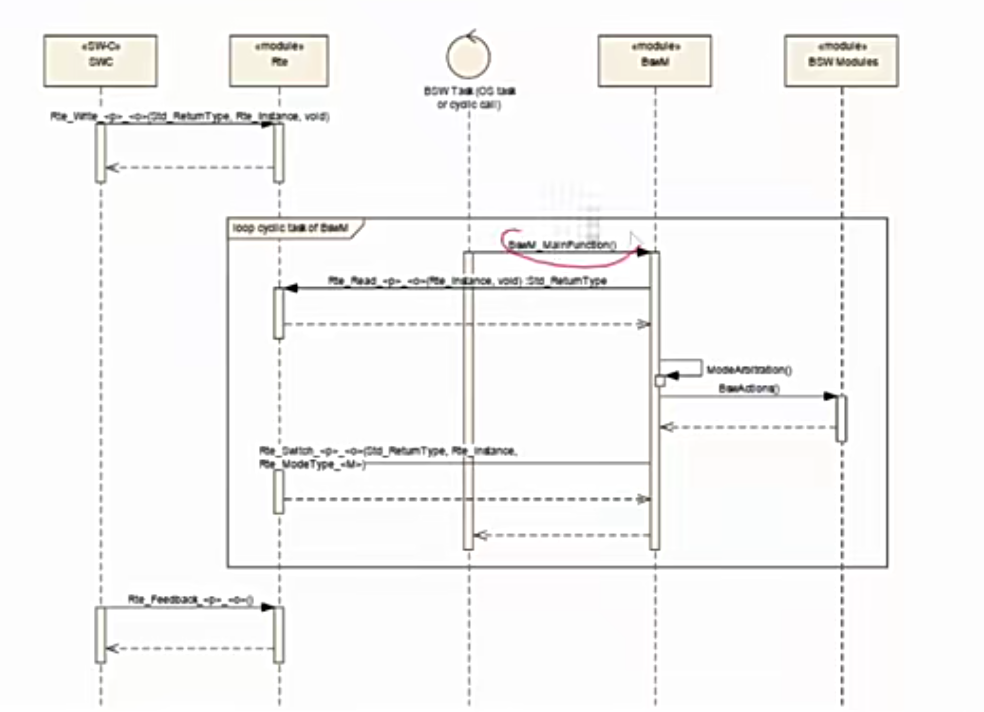 «SW-C»
SWC
«module»
Rte
BSW Task (OS task
or cyclic call)
«module»
BswM
«module»
BSW Modules
Rte_Write_<p>_<o>(Std_ReturnType, Rte_Instance, void)
loop cyclic task of BswM
BswM_MainFunction()
Rte_Read_<p>_<o>(Rte_Instance, void) :Std_ReturnType
ModeArbitration()
BswActions()
Rte_Switch_<p>_<o>(Std_ReturnType, Rte_Instance,
Rte_ModeType_<M>)
Rte_Feedback_<p>_<o>()